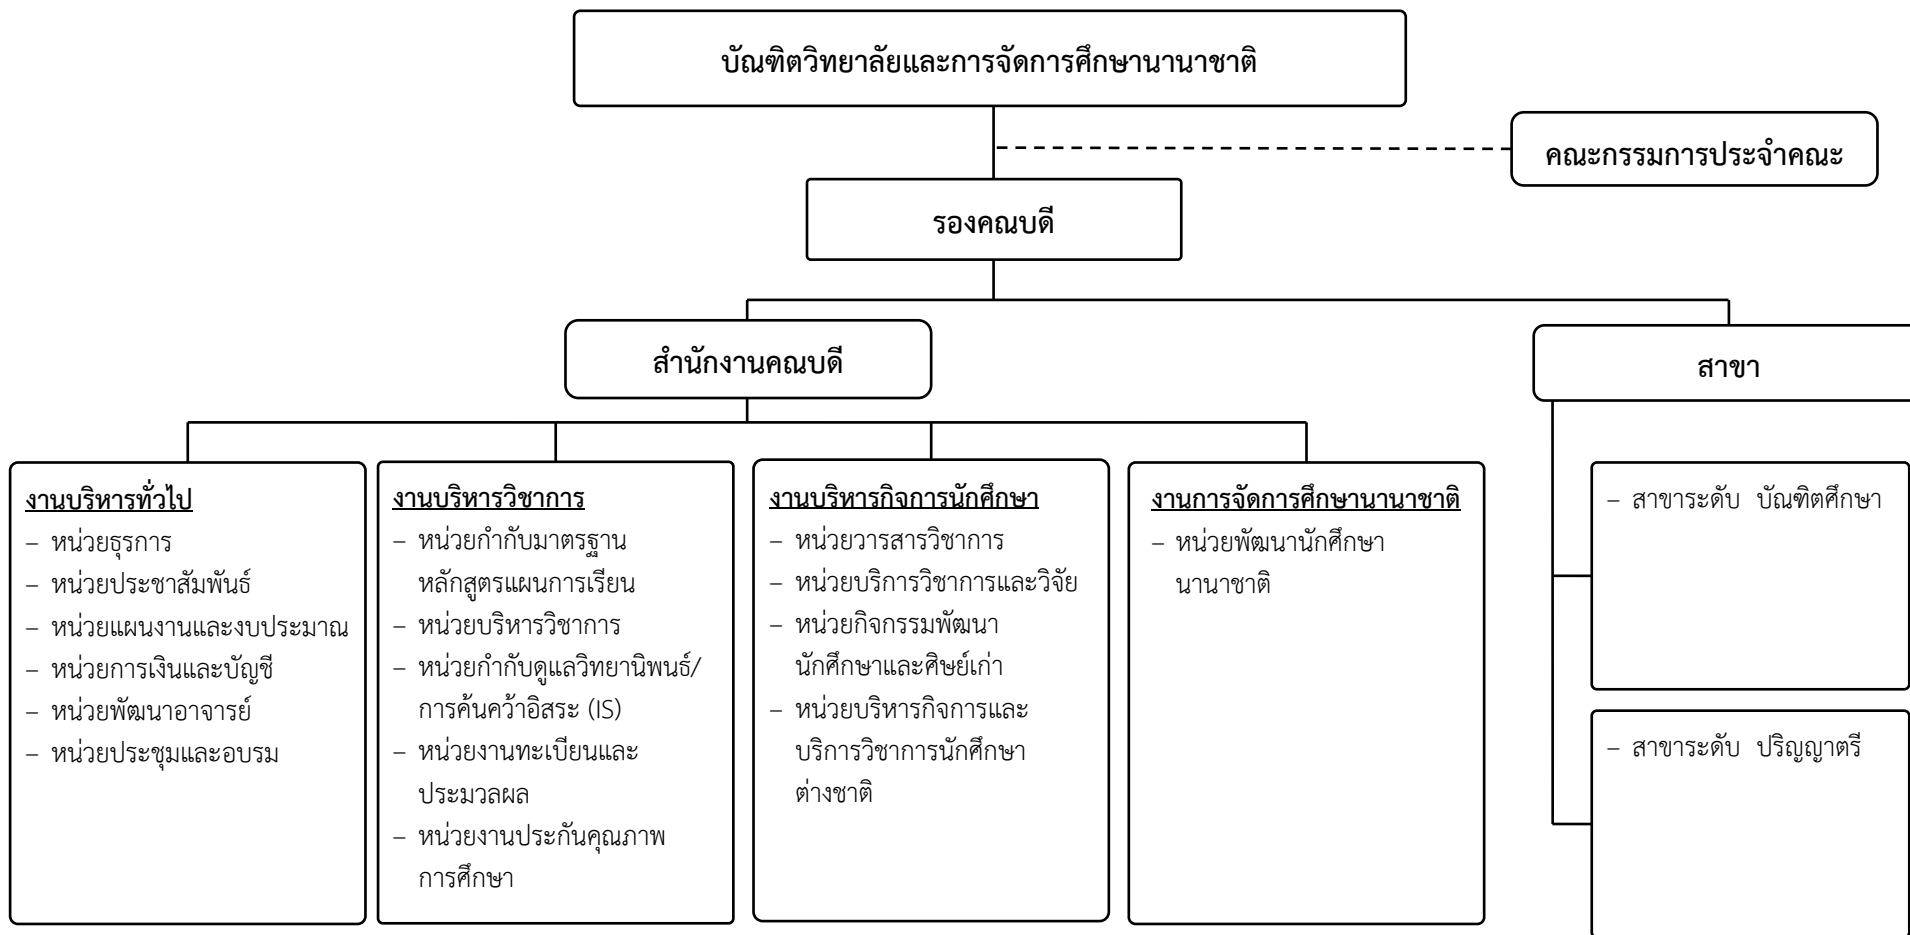 บัณฑิตวิทยาลัยและการจัดการศึกษานานาชาติ
คณะกรรมการประจำคณะ
รองคณบดี
สำนักงานคณบดี
สาขา
งานบริหารทั่วไป
– หน่วยธุรการ
– หน่วยประชาสัมพันธ์
– หน่วยแผนงานและงบประมาณ
– หน่วยการเงินและบัญชี
– หน่วยพัฒนาอาจารย์
– หน่วยประชุมและอบรม
งานบริหารวิชาการ
– หน่วยกำกับมาตรฐาน
หลักสูตรแผนการเรียน
– หน่วยบริหารวิชาการ
– หน่วยกำกับดูแลวิทยานิพนธ์/
การค้นคว้าอิสระ (IS)
– หน่วยงานทะเบียนและ
ประมวลผล
– หน่วยงานประกันคุณภาพ
การศึกษา
งานบริหารกิจการนักศึกษา
– หน่วยวารสารวิชาการ
– หน่วยบริการวิชาการและวิจัย
– หน่วยกิจกรรมพัฒนา
นักศึกษาและศิษย์เก่า
– หน่วยบริหารกิจการและ
บริการวิชาการนักศึกษา
ต่างชาติ
งานการจัดการศึกษานานาชาติ
– หน่วยพัฒนานักศึกษา
นานาชาติ
– สาขาระดับ บัณฑิตศึกษา
– สาขาระดับ ปริญญาตรี